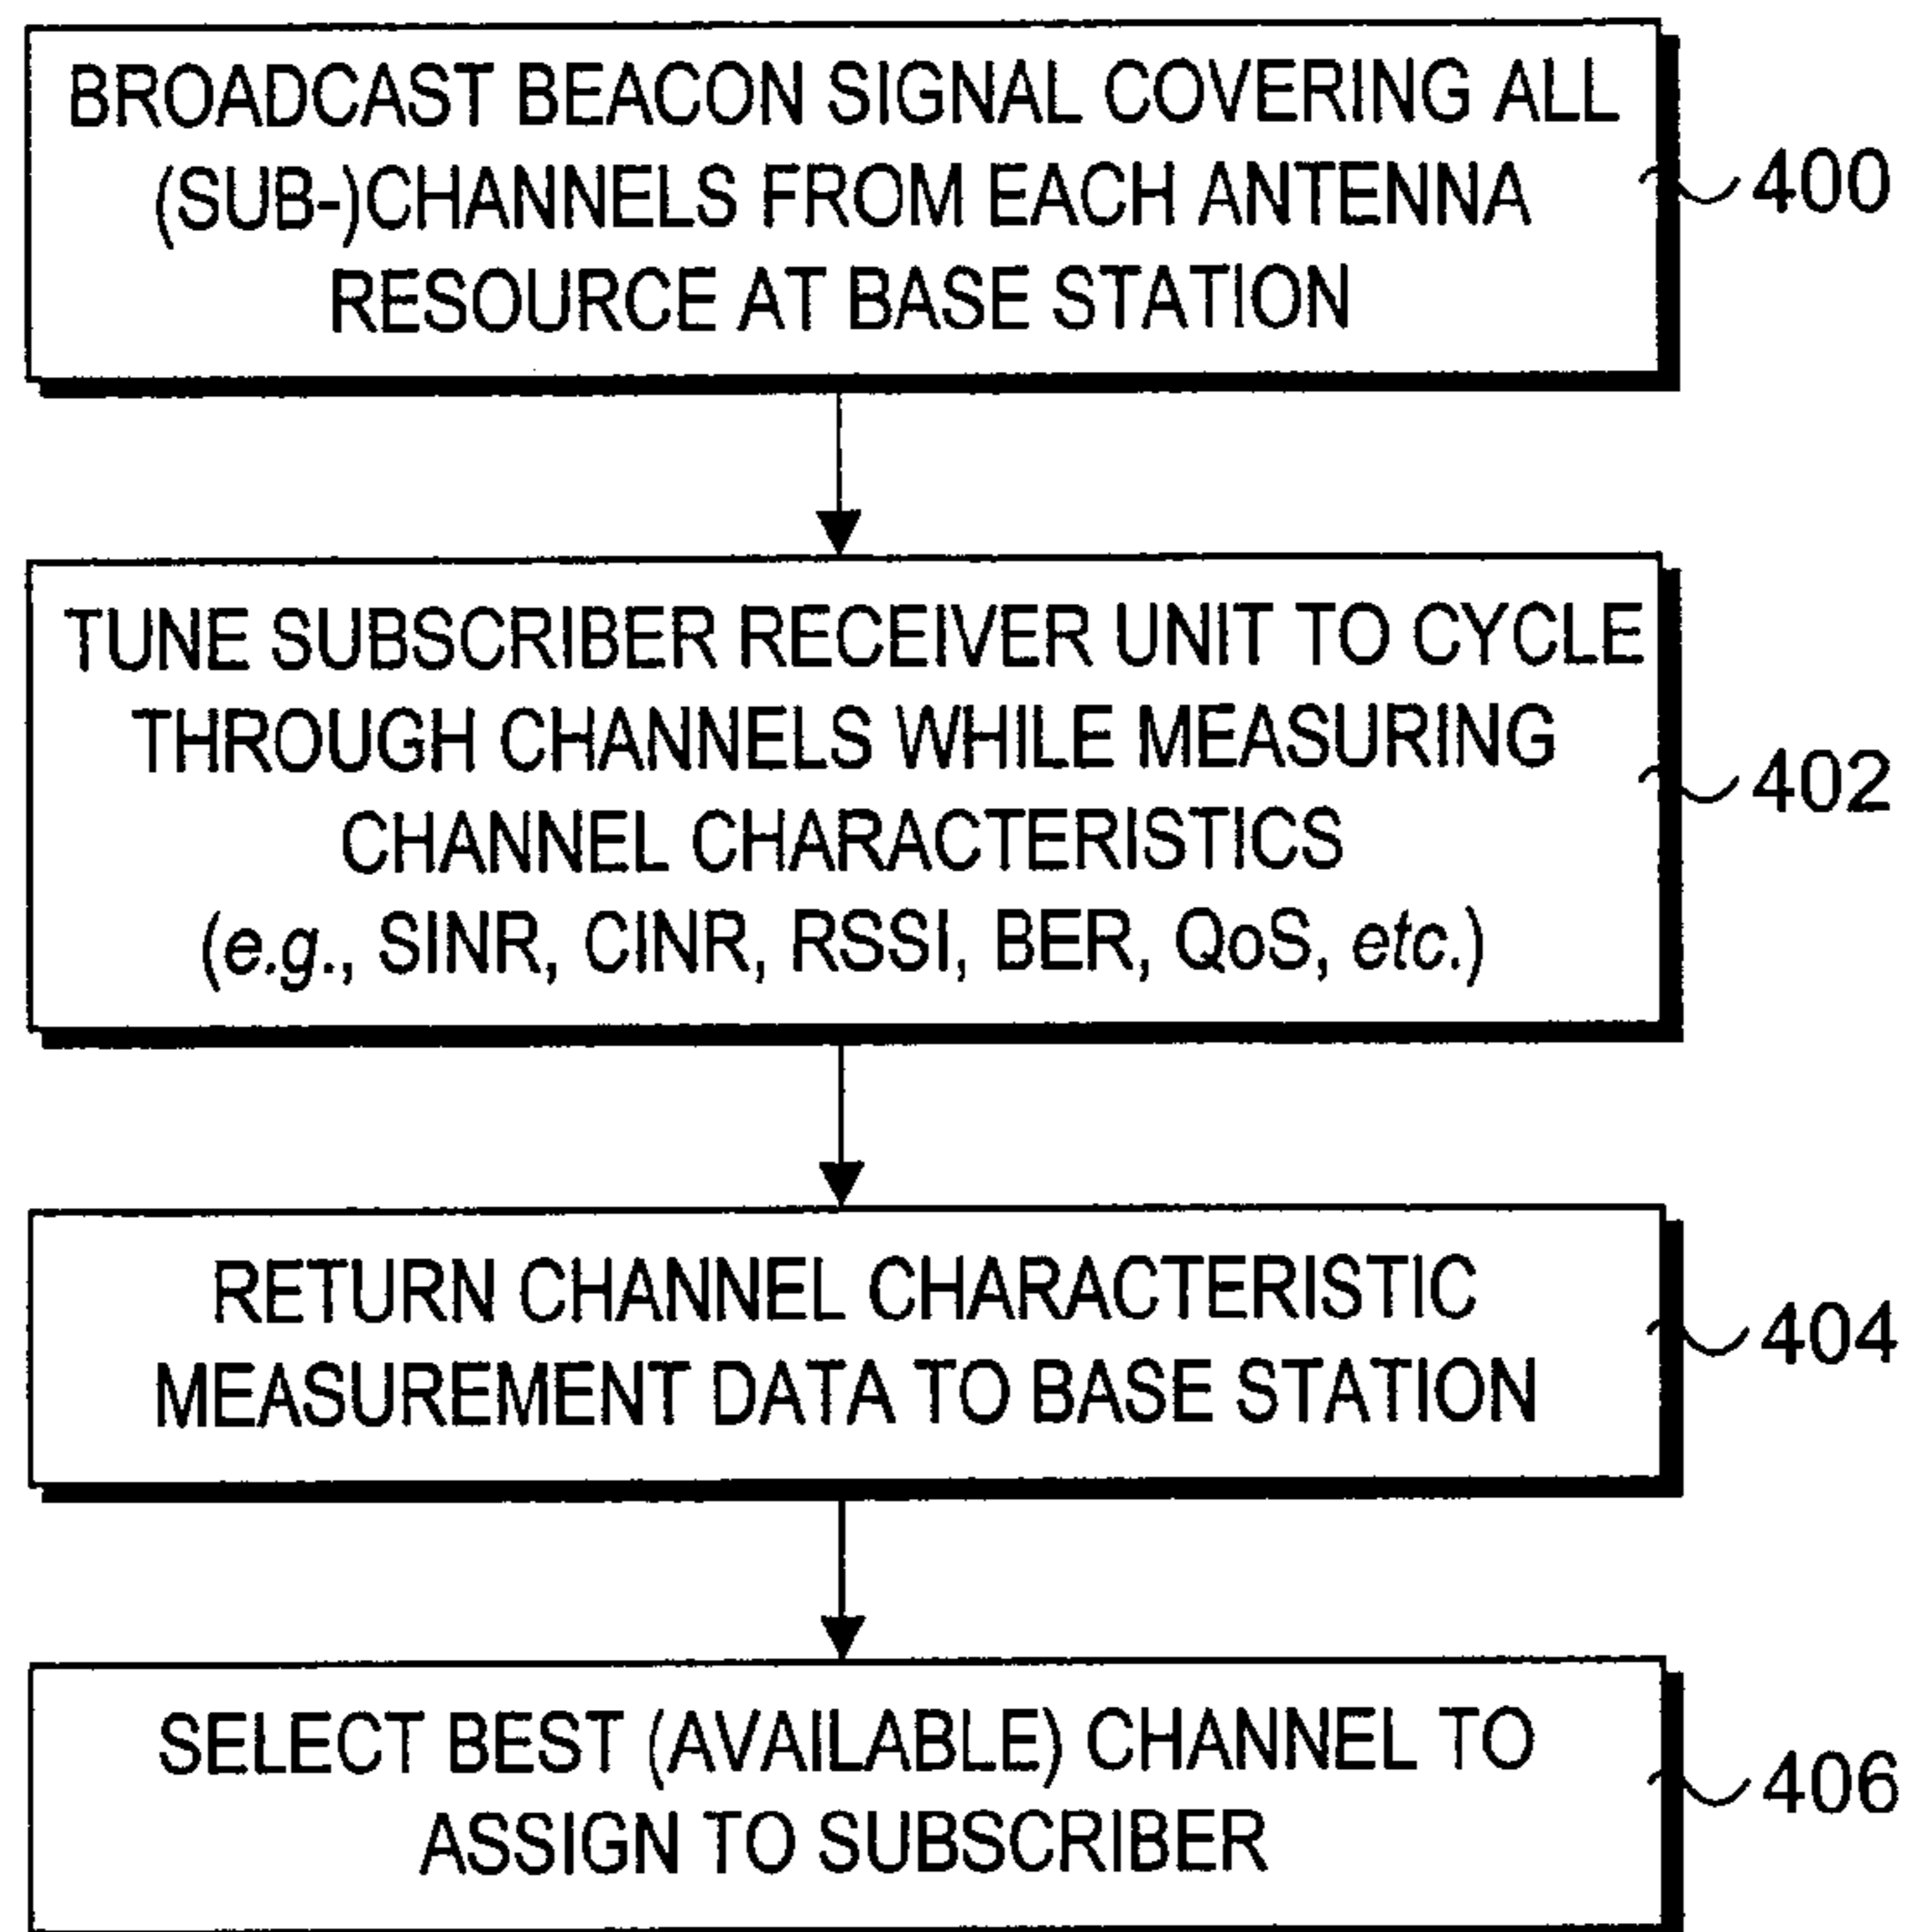 BROADCAST BEACON SIGNAL COVERING ALL
(SUB-)CHANNELS FROM EACH ANTENNA
RESOURCE AT BASE STATION
400
TUNE SUBSCRIBER RECEIVER UNIT TO CYCLE
THROUGH CHANNELS WHILE MEASURING
CHANNEL CHARACTERISTICS
(e.g., SINR, CINR, RSSI, BER, QoS, etc.)
402
RETURN CHANNEL CHARACTERISTIC
MEASUREMENT DATA TO BASE STATION
404
SELECT BEST (AVAILABLE) CHANNEL TO
ASSIGN TO SUBSCRIBER
406